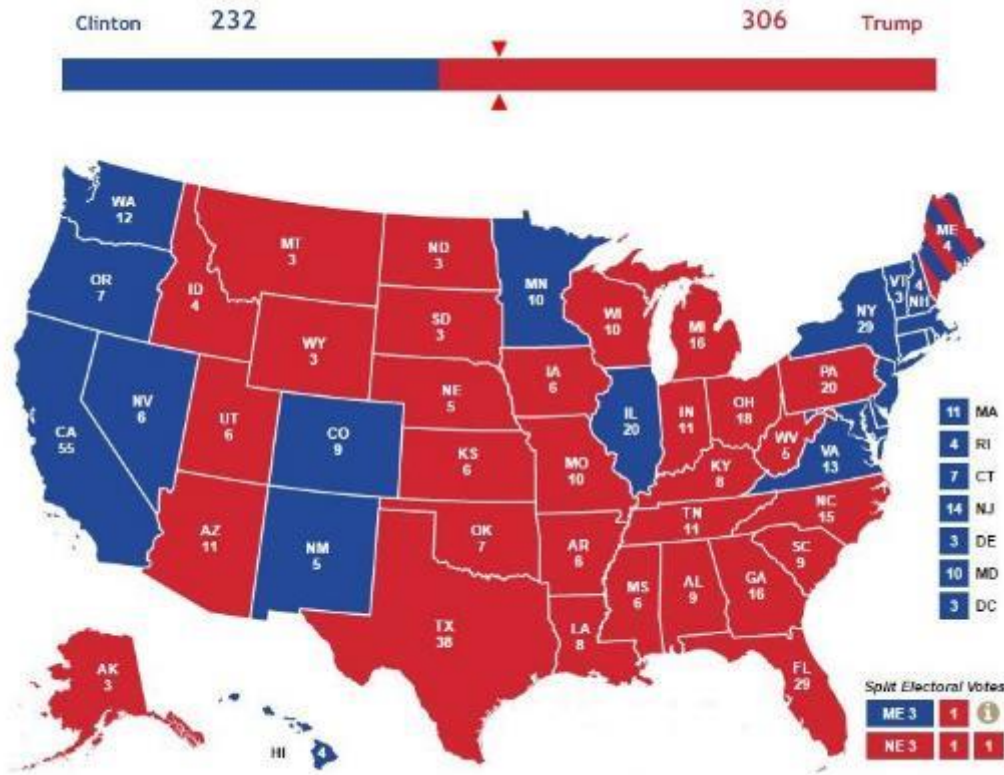 Clinton 232 306 Trump
WA
12
OR
7
CA
55
NV
6
ID
4
MT
3
WY
3
UT
6
CO
9
AZ
11
NM
5
ND
3
SD
3
NE
5
KS
6
OK
7
TX
38
MN
10
IA
6
MO
10
AR
6
LA
8
WI
10
IL
20
MI
16
IN
11
OH
18
KY
8
TN
11
MS
6
AL
9
GA
16
FL
29
SC
9
NC
15
WV
5
VA
13
PA
20
NY
29
VT
3
4
NH
ME
4
11 MA
4 RI
7 CT
14 NJ
3 DE
10 MD
3 DC
AK
3
HI 4
Split Electoral Votes
ME 3 1 i
NE 3 1 1